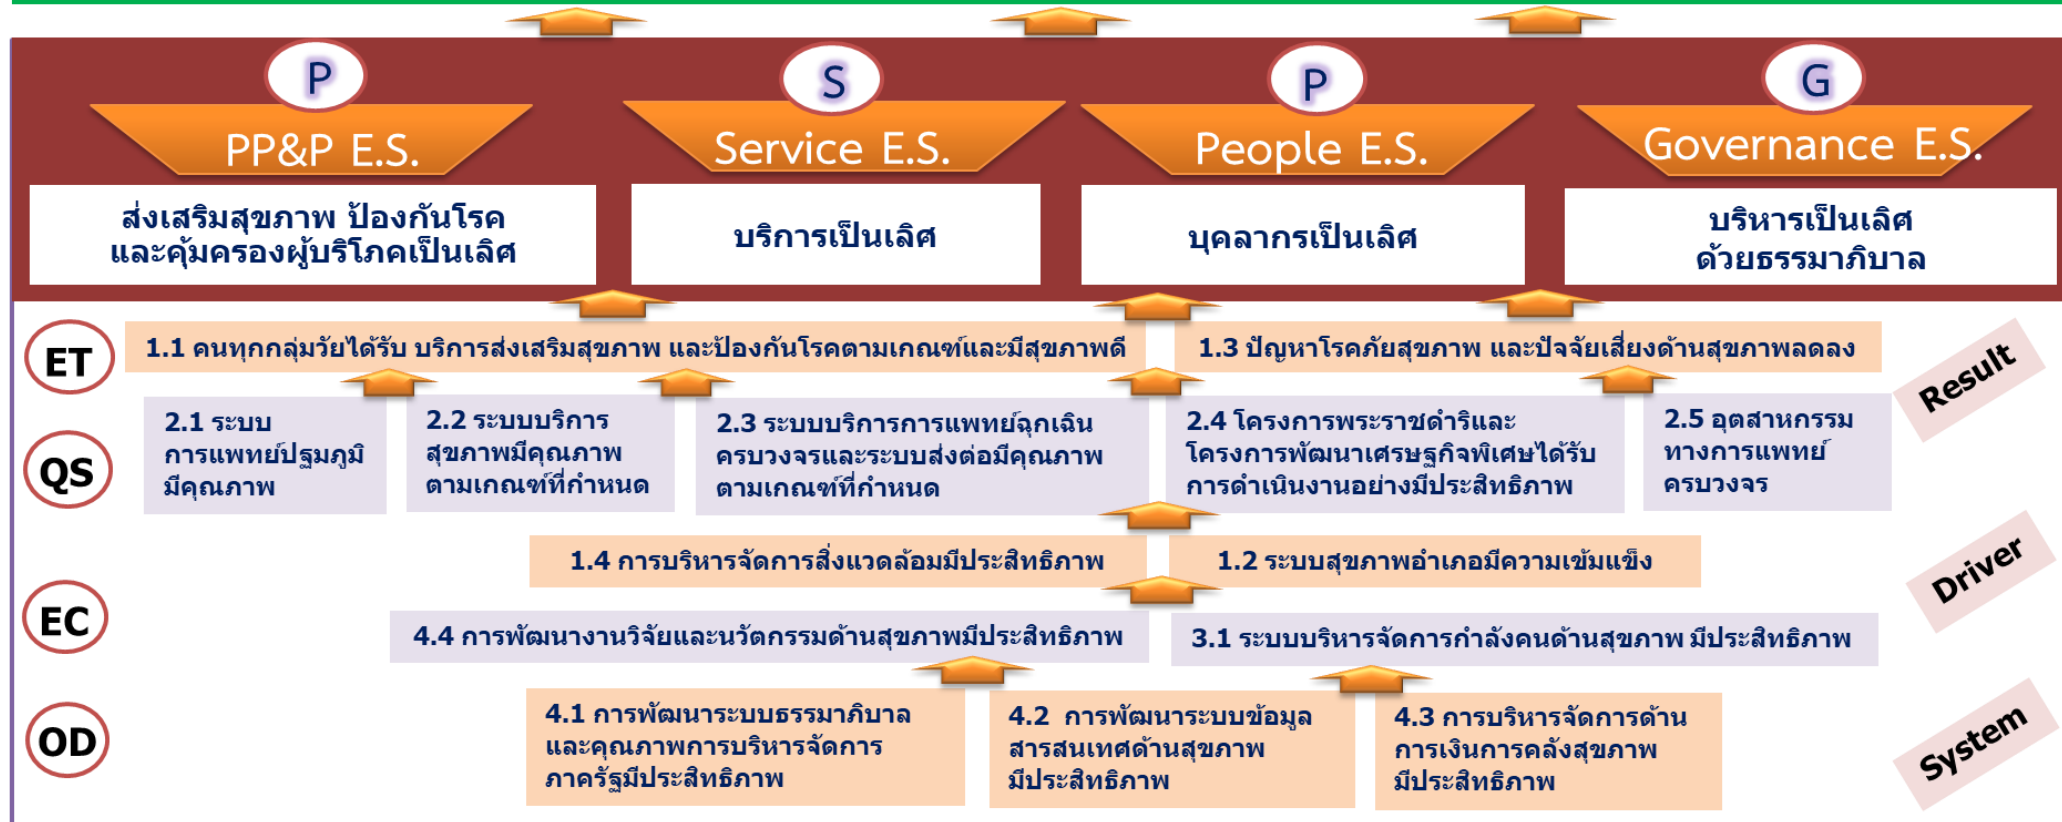 P
S
P
G
PP&P E.S.
Service E.S.
People E.S.
Governance E.S.
ส่งเสริมสุขภาพ ป้องกันโรค
และคุ้มครองผู้บริโภคเป็นเลิศ
บริการเป็นเลิศ
บุคลากรเป็นเลิศ
บริหารเป็นเลิศ
ด้วยธรรมาภิบาล
ET
1.1 คนทุกกลุ่มวัยได้รับ บริการส่งเสริมสุขภาพ และป้องกันโรคตามเกณฑ์และมีสุขภาพดี
1.3 ปัญหาโรคภัยสุขภาพ และปัจจัยเสี่ยงด้านสุขภาพลดลง
Result
QS
2.1 ระบบ
การแพทย์ปฐมภูมิ
มีคุณภาพ
2.2 ระบบบริการ
สุขภาพมีคุณภาพ
ตามเกณฑ์ที่กำหนด
2.3 ระบบบริการการแพทย์ฉุกเฉิน
ครบวงจรและระบบส่งต่อมีคุณภาพ
ตามเกณฑ์ที่กำหนด
2.4 โครงการพระราชดำริและ
โครงการพัฒนาเศรษฐกิจพิเศษได้รับ
การดำเนินงานอย่างมีประสิทธิภาพ
2.5 อุตสาหกรรม
ทางการแพทย์
ครบวงจร
1.4 การบริหารจัดการสิ่งแวดล้อมมีประสิทธิภาพ
1.2 ระบบสุขภาพอำเภอมีความเข้มแข็ง
Driver
EC
4.4 การพัฒนางานวิจัยและนวัตกรรมด้านสุขภาพมีประสิทธิภาพ
3.1 ระบบบริหารจัดการกำลังคนด้านสุขภาพ มีประสิทธิภาพ
OD
4.1 การพัฒนาระบบธรรมาภิบาล
และคุณภาพการบริหารจัดการ
ภาครัฐมีประสิทธิภาพ
4.2 การพัฒนาระบบข้อมูล
สารสนเทศด้านสุขภาพ
มีประสิทธิภาพ
4.3 การบริหารจัดการด้าน
การเงินการคลังสุขภาพ
มีประสิทธิภาพ
System